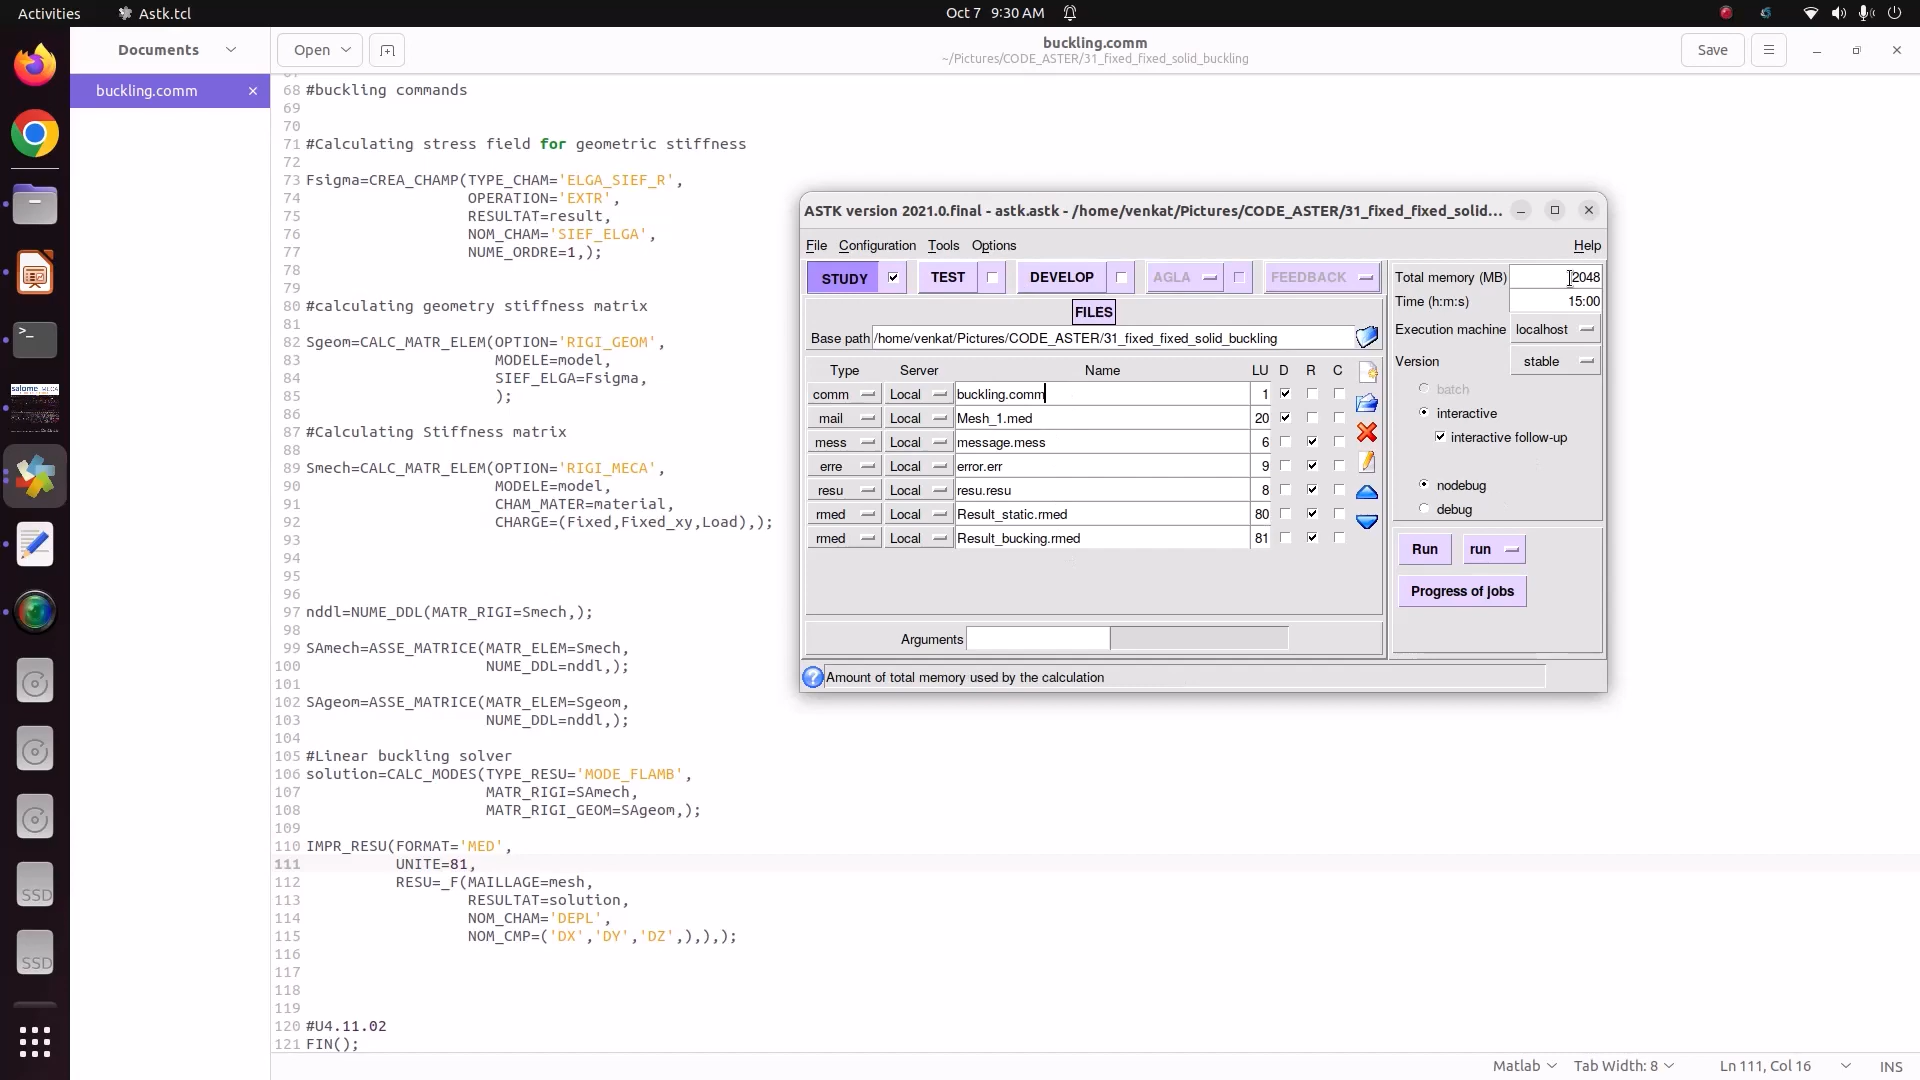 Activities
Astk.tcl
Oct 7 9:30 AM
Documents
Open
buckling.comm
~/Pictures/CODE_ASTER/31_fixed_fixed_solid_buckling
Save
buckling.comm
68 #buckling commands
69
70
71 #Calculating stress field for geometric stiffness
72
73 Fsigma=CREA_CHAMP(TYPE_CHAM='ELGA_SIEF_R',
74 OPERATION='EXTR',
75 RESULTAT=result,
76 NOM_CHAM='SIEF_ELGA',
77 NUME_ORDRE=1,);
78
79
80 #calculating geometry stiffness matrix
81
82 Sgeom=CALC_MATR_ELEM(OPTION='RIGI_GEOM',
83 MODELE=model,
84 SIEF_ELGA=Fsigma,
85 );
86
87 #Calculating Stiffness matrix
88
89 Smech=CALC_MATR_ELEM(OPTION='RIGI_MECA',
90 MODELE=model,
91 CHAM_MATER=material,
92 CHARGE=(Fixed,Fixed_xy,Load),);
93
94
95
96
97 nddl=NUME_DDL(MATR_RIGI=Smech,);
98
99 SAmech=ASSE_MATRICE(MATR_ELEM=Smech,
100 NUME_DDL=nddl,);
101
102 SAgeom=ASSE_MATRICE(MATR_ELEM=Sgeom,
103 NUME_DDL=nddl,);
104
105 #Linear buckling solver
106 solution=CALC_MODES(TYPE_RESU='MODE_FLAMB',
107 MATR_RIGI=SAmech,
108 MATR_RIGI_GEOM=SAgeom,);
109
110 IMPR_RESU(FORMAT='MED',
111 UNITE=81,
112 RESU=_F(MAILLAGE=mesh,
113 RESULTAT=solution,
114 NOM_CHAM='DEPL',
115 NOM_CMP=('DX','DY','DZ',),),);
116
117
118
119
120 #U4.11.02
121 FIN();
ASTK version 2021.0.final - astk.astk - /home/venkat/Pictures/CODE_ASTER/31_fixed_fixed_solid...
File Configuration Tools Options Help
STUDY TEST DEVELOP AGLA FEEDBACK
FILES
Base path /home/venkat/Pictures/CODE_ASTER/31_fixed_fixed_solid_buckling
Type Server Name LU D R C
comm Local buckling.comm 1
mail Local Mesh_1.med 20
mess Local message.mess 6
erre Local error.err 9
resu Local resu.resu 8
rmed Local Result_static.rmed 80
rmed Local Result_bucking.rmed 81
Arguments
Total memory (MB) 2048
Time (h:m:s) 15:00
Execution machine localhost
Version stable
batch
interactive
interactive follow-up
nodebug
debug
Run run
Progress of jobs
Amount of total memory used by the calculation
salome
SSD
SSD
Matlab Tab Width: 8 Ln 111, Col 16 INS